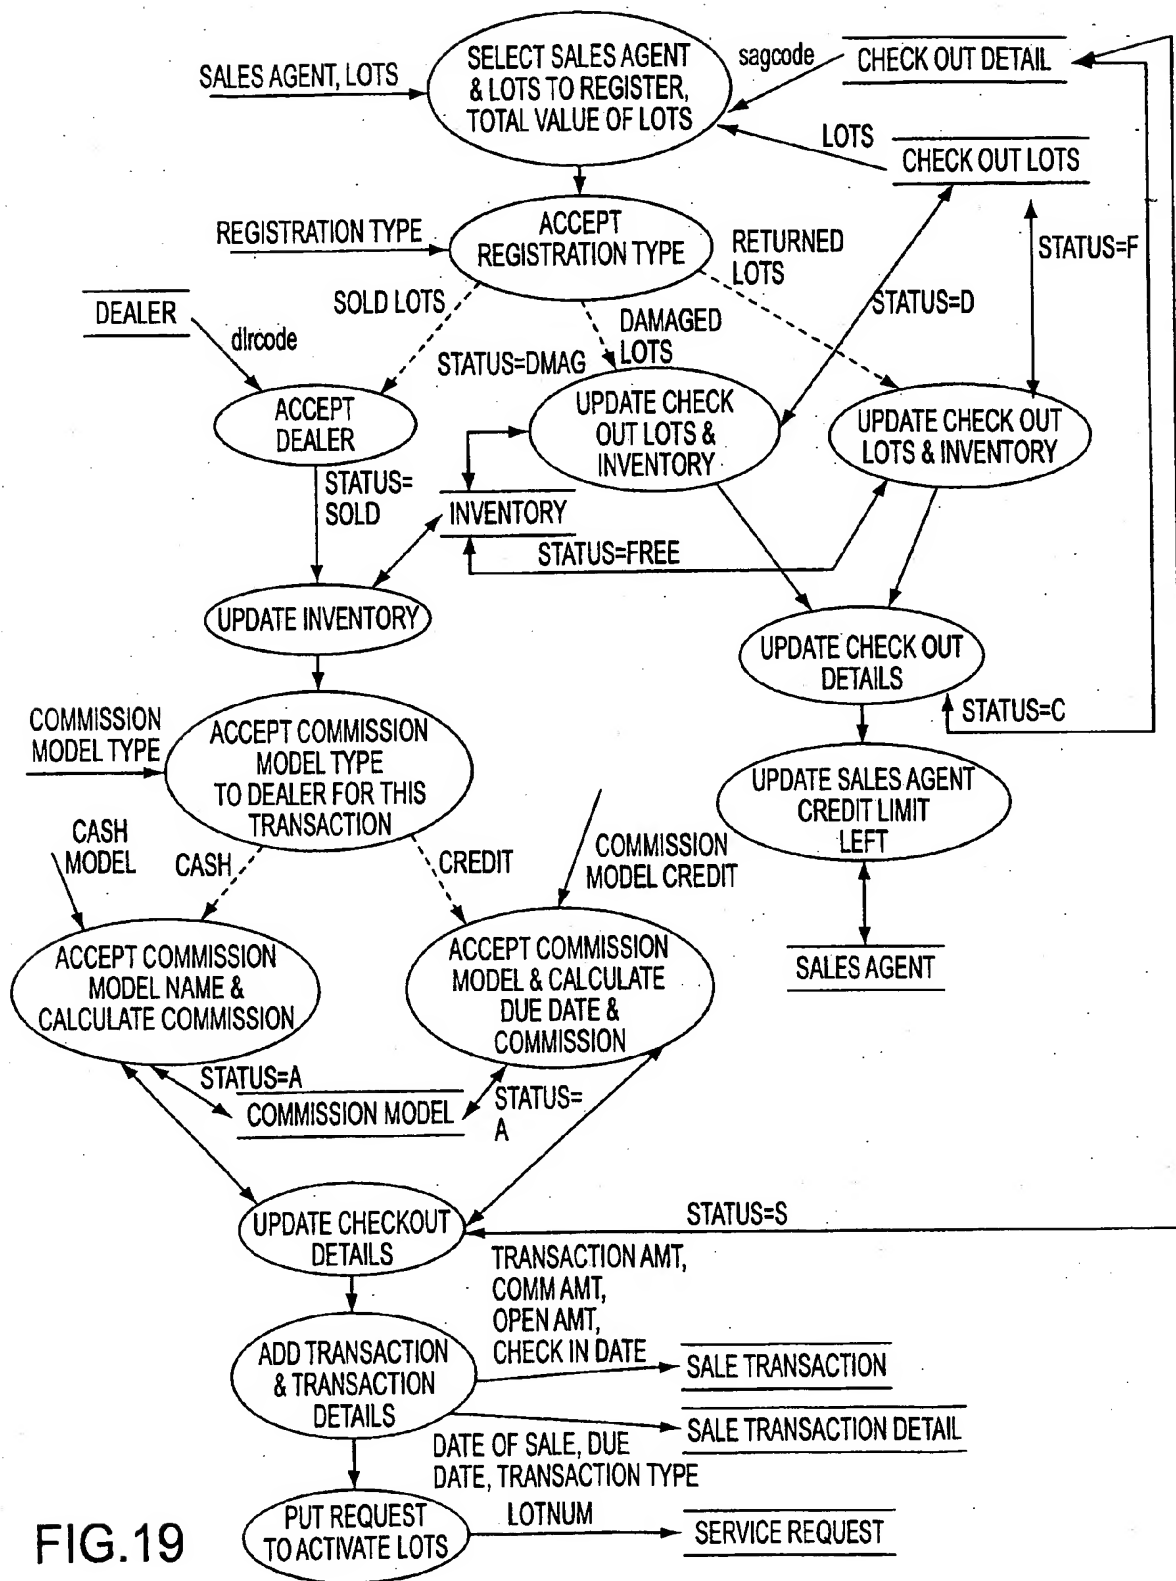 SELECT SALES AGENT
& LOTS TO REGISTER,
TOTAL VALUE OF LOTS
SALES AGENT, LOTS
sagcode
CHECK OUT DETAIL
LOTS
CHECK OUT LOTS
ACCEPT
REGISTRATION TYPE
REGISTRATION TYPE
RETURNED
LOTS
STATUS=F
SOLD LOTS
STATUS=D
DEALER
dlrcode
DAMAGED
LOTS
STATUS=DMAG
ACCEPT
DEALER
UPDATE CHECK
OUT LOTS &
INVENTORY
UPDATE CHECK OUT
LOTS & INVENTORY
STATUS=
SOLD
INVENTORY
STATUS=FREE
UPDATE INVENTORY
UPDATE CHECK OUT
DETAILS
STATUS=C
COMMISSION
MODEL TYPE
ACCEPT COMMISSION
MODEL TYPE
TO DEALER FOR THIS
TRANSACTION
UPDATE SALES AGENT
CREDIT LIMIT
LEFT
CASH
MODEL
CASH
CREDIT
COMMISSION
MODEL CREDIT
ACCEPT COMMISSION
MODEL NAME &
CALCULATE COMMISSION
ACCEPT COMMISSION
MODEL & CALCULATE
DUE DATE &
COMMISSION
SALES AGENT
STATUS=A
COMMISSION MODEL
STATUS=
A
UPDATE CHECKOUT
DETAILS
STATUS=S
TRANSACTION AMT,
COMM AMT,
OPEN AMT,
CHECK IN DATE
ADD TRANSACTION
& TRANSACTION
DETAILS
SALE TRANSACTION
SALE TRANSACTION DETAIL
DATE OF SALE, DUE
DATE, TRANSACTION TYPE
PUT REQUEST
TO ACTIVATE LOTS
LOTNUM
SERVICE REQUEST
FIG.19